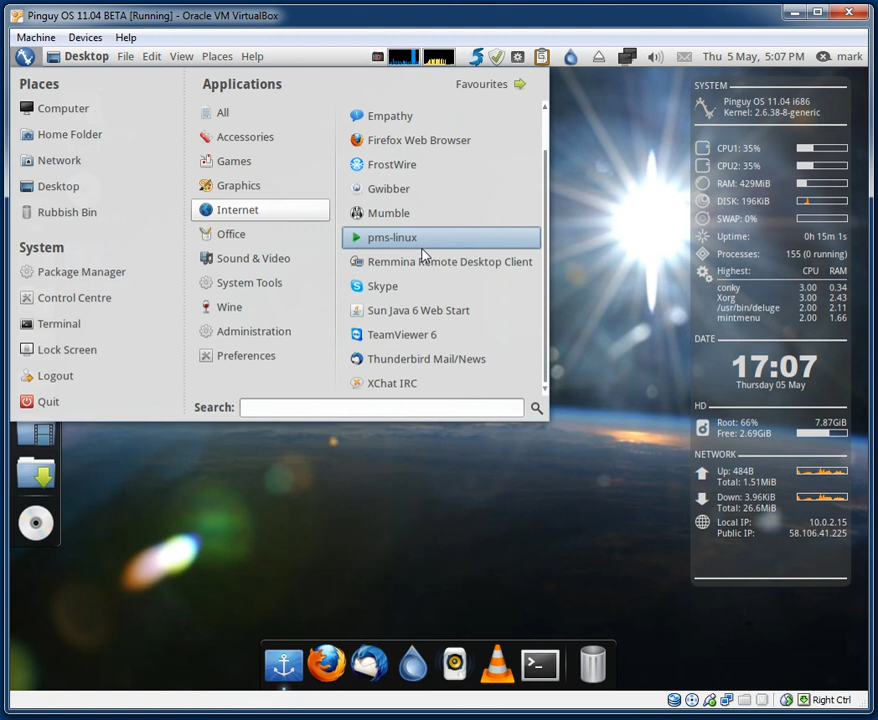 Pinguy OS 11.04 BETA [Running] - Oracle VM VirtualBox
Machine Devices Help
Desktop File Edit View Places Help Thu 5 May, 5:07 PM mark
Places
Computer
Home Folder
Network
Desktop
Rubbish Bin
System
Package Manager
Control Centre
Terminal
Lock Screen
Logout
Quit
Applications
Favourites
All
Accessories
Games
Graphics
Internet
Office
Sound & Video
System Tools
Wine
Administration
Preferences
Empathy
Firefox Web Browser
FrostWire
Gwibber
Mumble
pms-linux
Remmina Remote Desktop Client
Skype
Sun Java 6 Web Start
TeamViewer 6
Thunderbird Mail/News
XChat IRC
Search:
SYSTEM
Pinguy OS 11.04 i686
Kernel: 2.6.38-8-generic
CPU1: 35%
CPU2: 35%
RAM: 429MiB
DISK: 196KiB
SWAP: 0%
Uptime: 0h 15m 1s
Processes: 155 (0 running)
Highest: CPU RAM
conky 3.00 0.34
Xorg 3.00 2.43
/usr/bin/deluge 2.00 2.11
mintmenu 2.00 1.66
DATE
17:07
Thursday 05 May
HD
Root: 66% 7.87GiB
Free: 2.69GiB
NETWORK
Up: 484B
Total: 1.51MiB
Down: 3.96KiB
Total: 26.6MiB
Local IP: 10.0.2.15
Public IP: 58.106.41.225
Right Ctrl